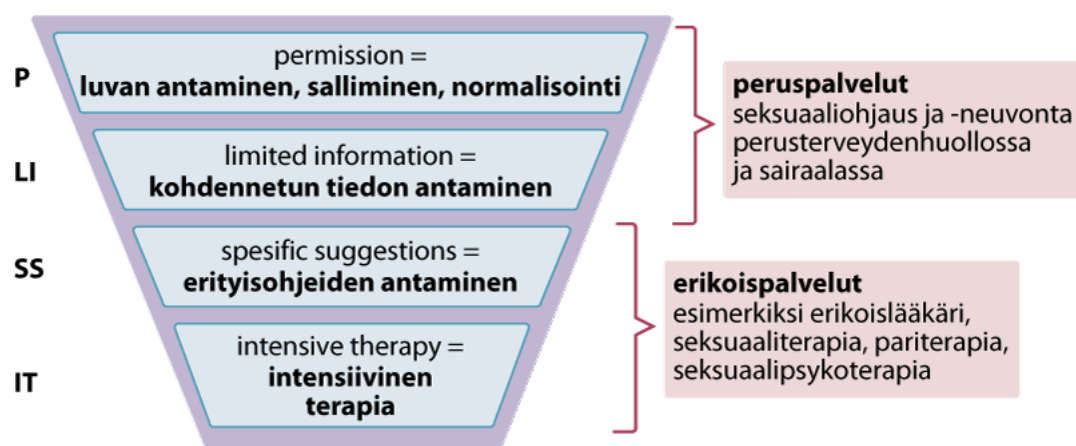 P
permission =
luvan antaminen, salliminen, normalisointi
LI
limited information =
kohdennetun tiedon antaminen
SS
spesific suggestions =
erityisohjeiden antaminen
IT
intensive therapy =
intensiivinen
terapia
peruspalvelut
seksuaaliohjaus ja -neuvonta
perusterveydenhuollossa
ja sairaalassa
erikoispalvelut
esimerkiksi erikoislääkäri,
seksuaaliterapia, pariterapia,
seksuaalipsykoterapia